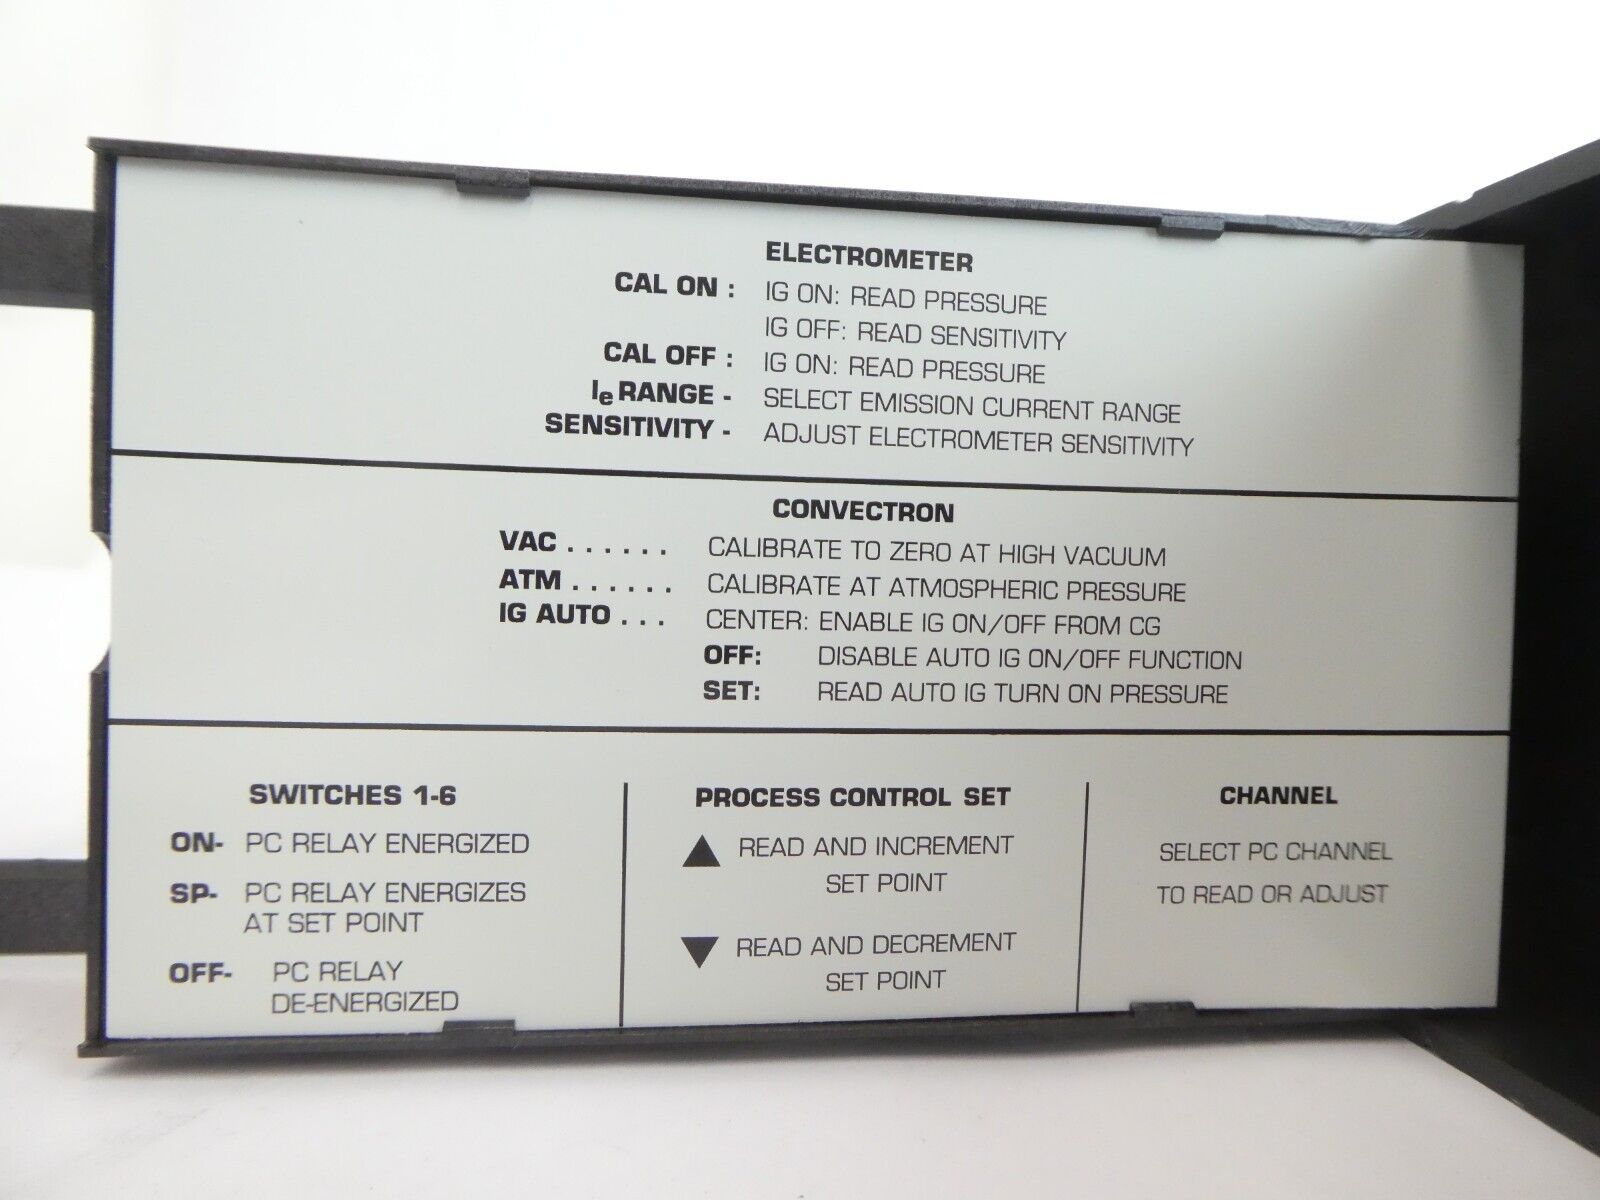 ELECTROMETER
CAL ON : IG ON: READ PRESSURE
IG OFF: READ SENSITIVITY
CAL OFF : IG ON: READ PRESSURE
Ie RANGE - SELECT EMISSION CURRENT RANGE
SENSITIVITY - ADJUST ELECTROMETER SENSITIVITY
CONVECTRON
VAC . . . . . . CALIBRATE TO ZERO AT HIGH VACUUM
ATM . . . . . . CALIBRATE AT ATMOSPHERIC PRESSURE
IG AUTO . . . CENTER: ENABLE IG ON/OFF FROM CG
OFF: DISABLE AUTO IG ON/OFF FUNCTION
SET: READ AUTO IG TURN ON PRESSURE
SWITCHES 1-6
ON- PC RELAY ENERGIZED
SP- PC RELAY ENERGIZES
AT SET POINT
OFF- PC RELAY
DE-ENERGIZED
PROCESS CONTROL SET
▲ READ AND INCREMENT
SET POINT
▼ READ AND DECREMENT
SET POINT
CHANNEL
SELECT PC CHANNEL
TO READ OR ADJUST